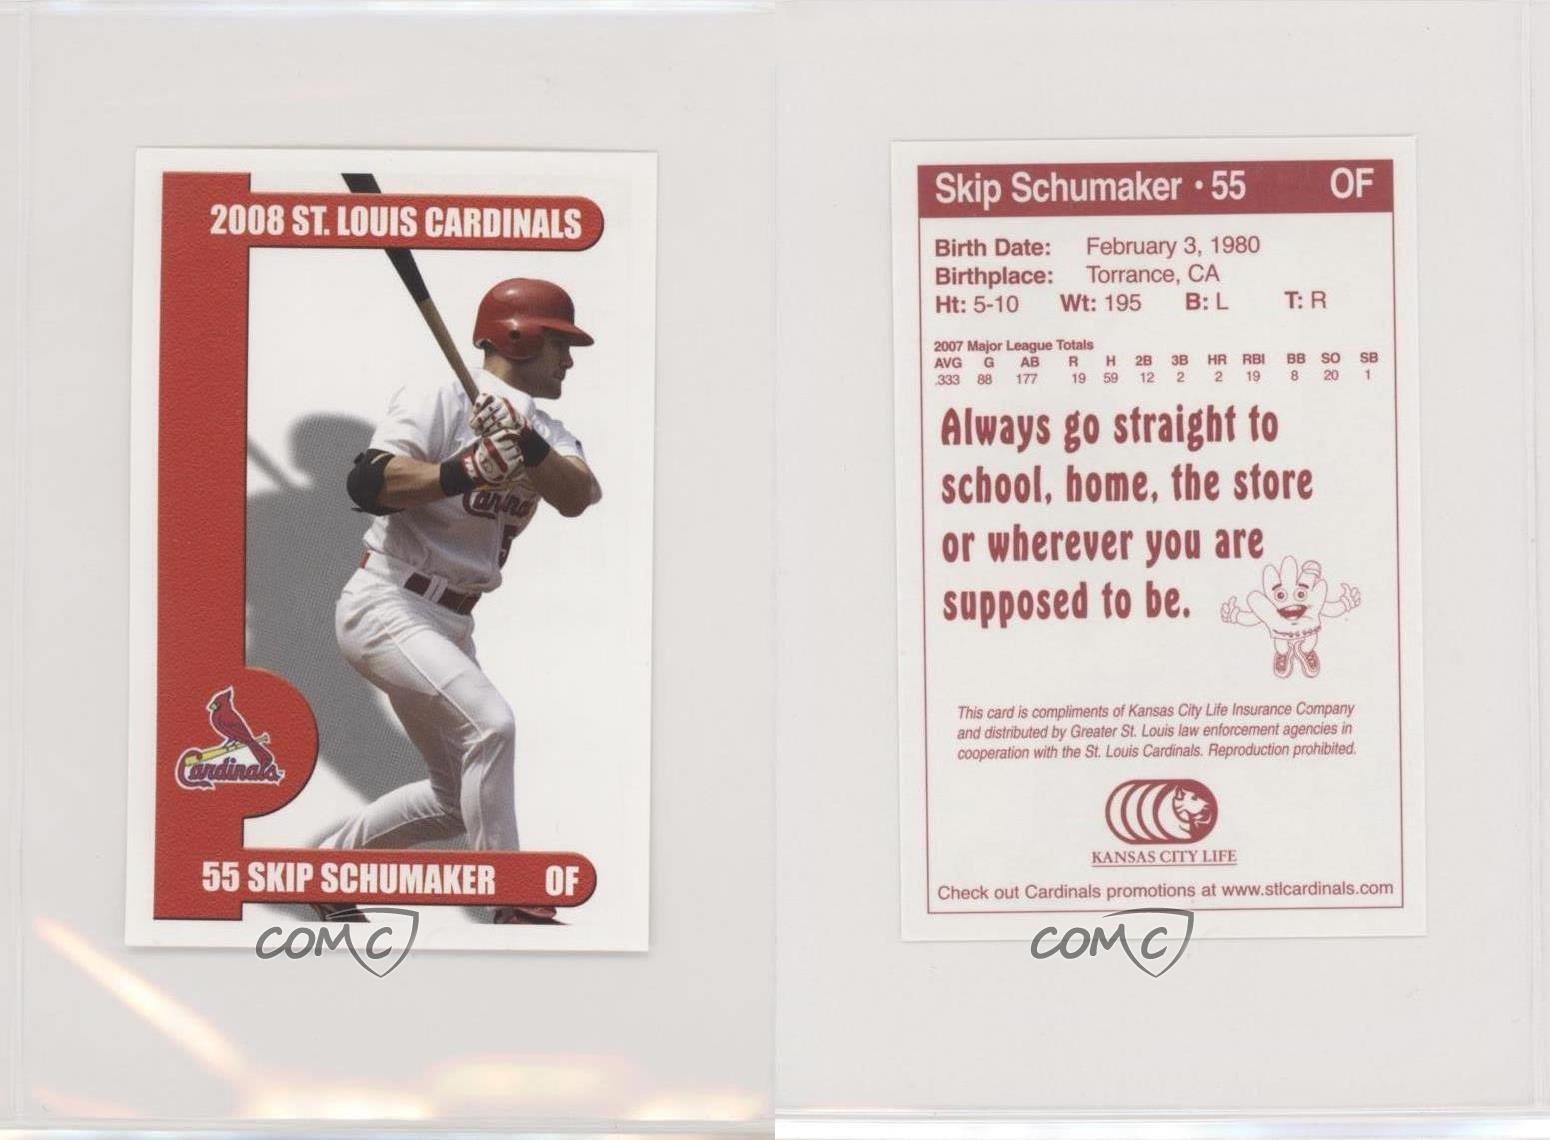 2008 ST. LOUIS CARDINALS
Cardinals
5
Cardinals
55 SKIP SCHUMAKER OF
COMC
Skip Schumaker • 55 OF
Birth Date: February 3, 1980
Birthplace: Torrance, CA
Ht: 5-10 Wt: 195 B: L T: R
2007 Major League Totals
AVG G AB R H 2B 3B HR RBI BB SO SB
.333 88 177 19 59 12 2 2 19 8 20 1
Always go straight to
school, home, the store
or wherever you are
supposed to be.
This card is compliments of Kansas City Life Insurance Company
and distributed by Greater St. Louis law enforcement agencies in
cooperation with the St. Louis Cardinals. Reproduction prohibited.
KANSAS CITY LIFE
Check out Cardinals promotions at www.stlcardinals.com
COMC